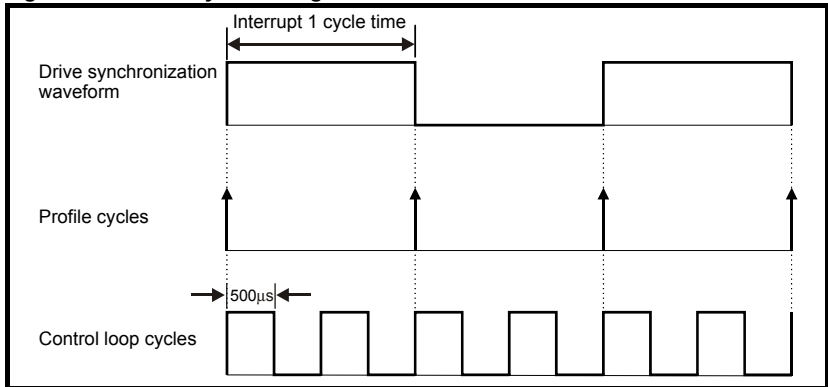 Interrupt 1 cycle time
Drive synchronization
waveform
Profile cycles
500µs
Control loop cycles